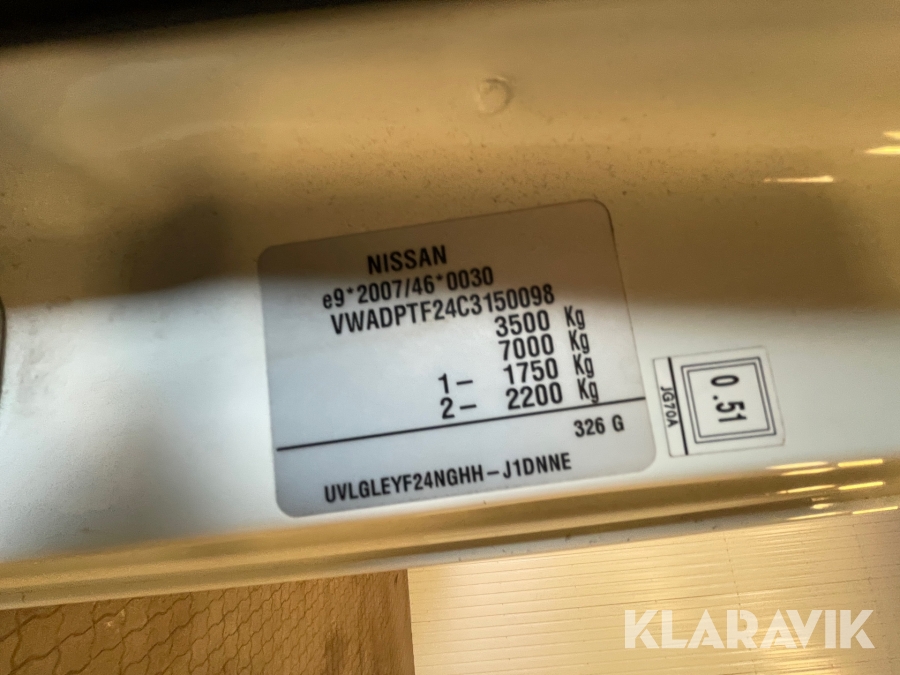 NISSAN
e9*2007/46*0030
VWADPTF24C3150098
3500 Kg
7000 Kg
1- 1750 Kg
2- 2200 Kg
326 G
UVLGLEYF24NGHH-J1DNNE
0.51
JG70A
KLARAVIK